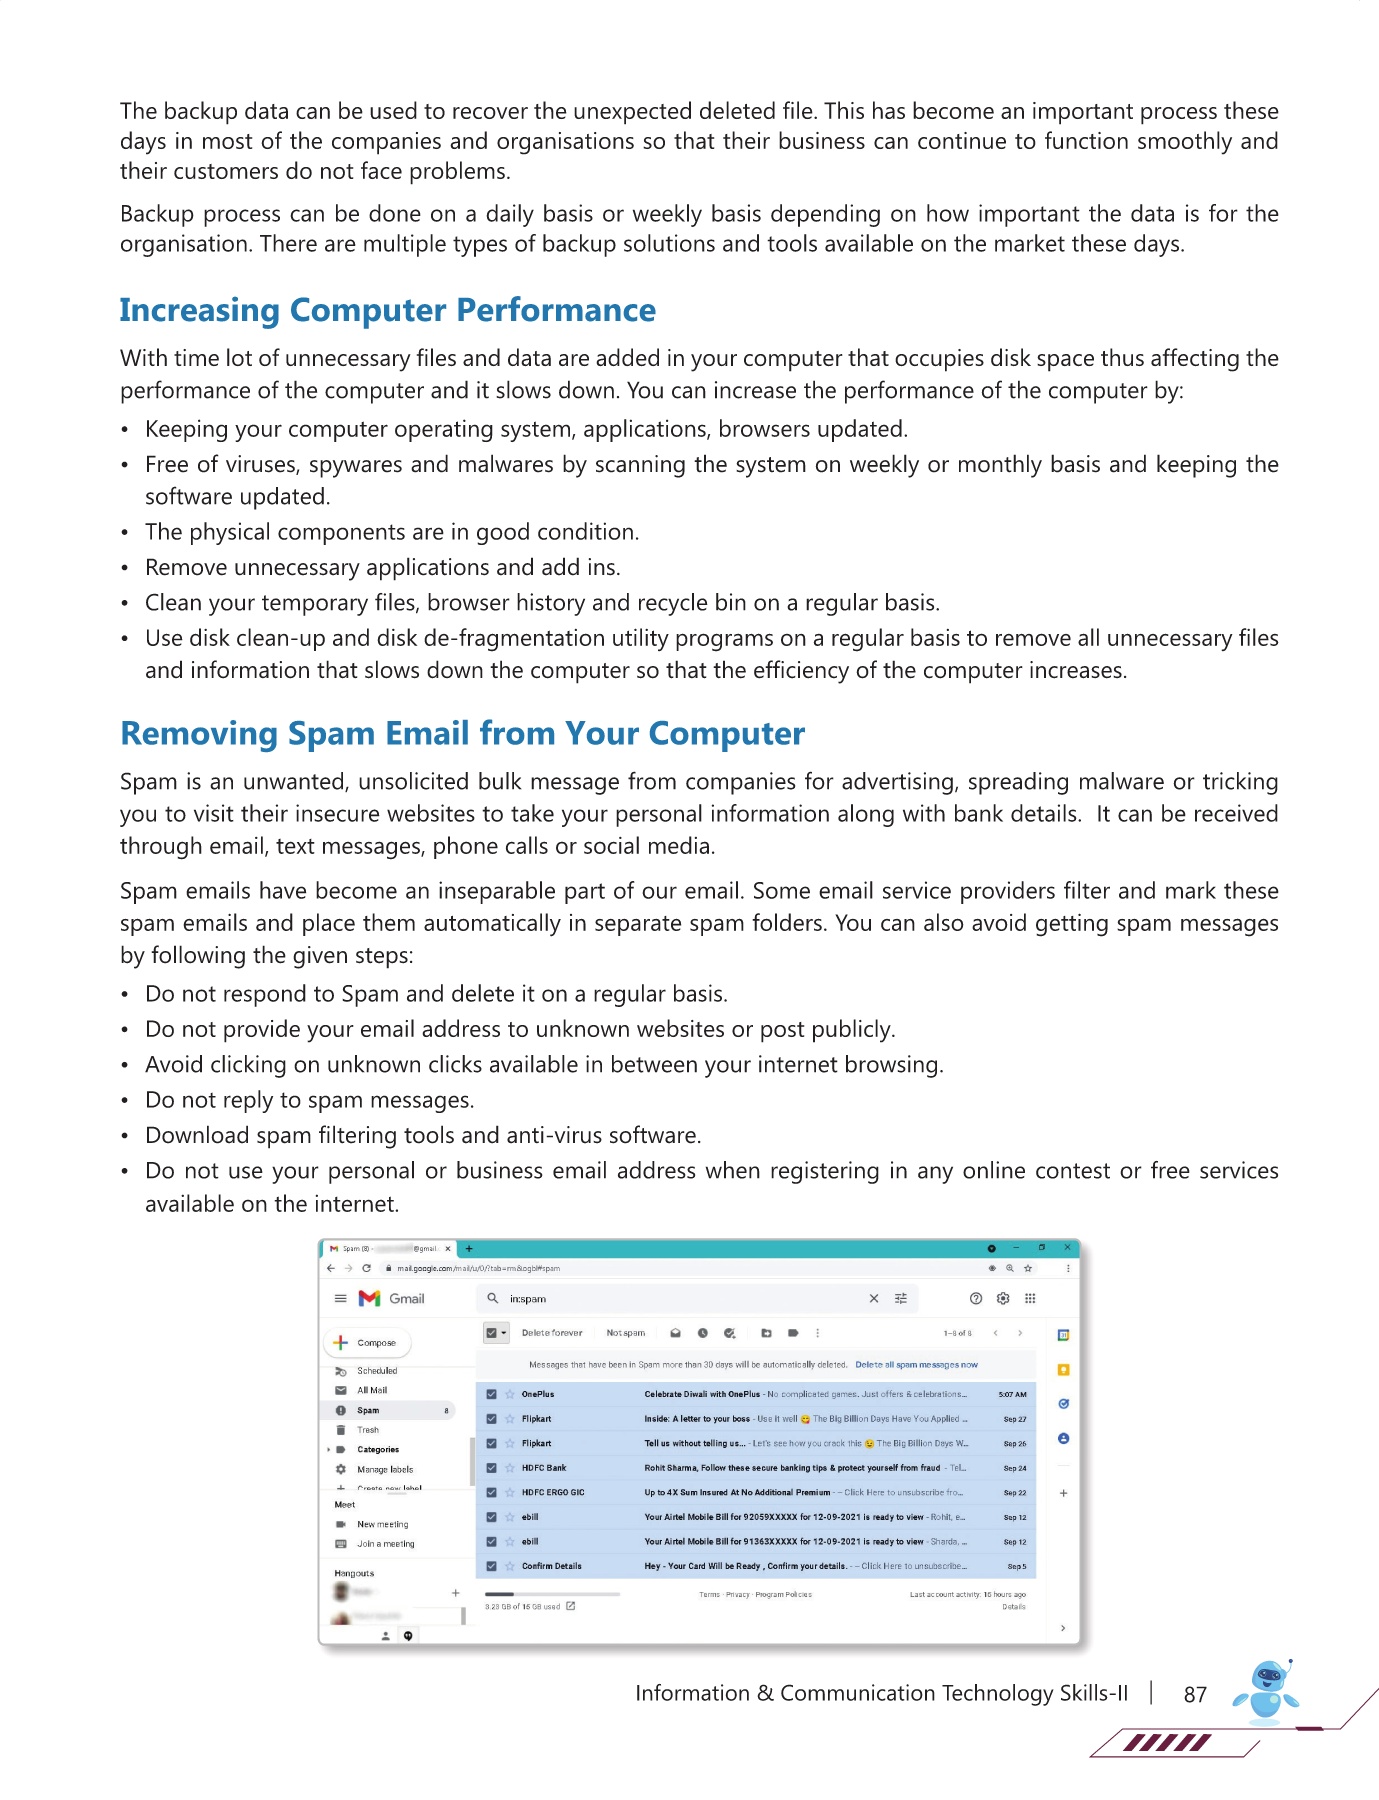 The backup data can be used to recover the unexpected deleted file. This has become an important process these
days in most of the companies and organisations so that their business can continue to function smoothly and
their customers do not face problems.
Backup process can be done on a daily basis or weekly basis depending on how important the data is for the
organisation. There are multiple types of backup solutions and tools available on the market these days.
Increasing Computer Performance
With time lot of unnecessary files and data are added in your computer that occupies disk space thus affecting the
performance of the computer and it slows down. You can increase the performance of the computer by:
• Keeping your computer operating system, applications, browsers updated.
• Free of viruses, spywares and malwares by scanning the system on weekly or monthly basis and keeping the
software updated.
• The physical components are in good condition.
• Remove unnecessary applications and add ins.
• Clean your temporary files, browser history and recycle bin on a regular basis.
• Use disk clean-up and disk de-fragmentation utility programs on a regular basis to remove all unnecessary files
and information that slows down the computer so that the efficiency of the computer increases.
Removing Spam Email from Your Computer
Spam is an unwanted, unsolicited bulk message from companies for advertising, spreading malware or tricking
you to visit their insecure websites to take your personal information along with bank details. It can be received
through email, text messages, phone calls or social media.
Spam emails have become an inseparable part of our email. Some email service providers filter and mark these
spam emails and place them automatically in separate spam folders. You can also avoid getting spam messages
by following the given steps:
• Do not respond to Spam and delete it on a regular basis.
• Do not provide your email address to unknown websites or post publicly.
• Avoid clicking on unknown clicks available in between your internet browsing.
• Do not reply to spam messages.
• Download spam filtering tools and anti-virus software.
• Do not use your personal or business email address when registering in any online contest or free services
available on the internet.
Spam (8) - @gmail.
mail.google.com/mail/u/0/?tab=rm&ogbl#spam
Gmail in:spam
Compose
Delete forever Not spam 1–8 of 8
Messages that have been in Spam more than 30 days will be automatically deleted. Delete all spam messages now
Scheduled
All Mail
Spam 8
Trash
Categories
Manage labels
Create new label
Meet
New meeting
Join a meeting
Hangouts
OnePlus Celebrate Diwali with OnePlus - No complicated games. Just offers & celebrations... 5:07 AM
Flipkart Inside: A letter to your boss - Use it well 😋 The Big Billion Days Have You Applied ... Sep 27
Flipkart Tell us without telling us... - Let's see how you crack this 😉 The Big Billion Days W... Sep 26
HDFC Bank Rohit Sharma, Follow these secure banking tips & protect yourself from fraud - Tel... Sep 24
HDFC ERGO GIC Up to 4X Sum Insured At No Additional Premium - -- Click Here to unsubscribe fro... Sep 22
ebill Your Airtel Mobile Bill for 92059XXXXX for 12-09-2021 is ready to view - Rohit, e... Sep 12
ebill Your Airtel Mobile Bill for 91363XXXXX for 12-09-2021 is ready to view - Sharda, ... Sep 12
Confirm Details Hey - Your Card Will be Ready , Confirm your details. - -- Click Here to unsubscribe... Sep 5
3.23 GB of 15 GB used
Terms · Privacy · Program Policies
Last account activity: 16 hours ago
Details
Information & Communication Technology Skills-II | 87